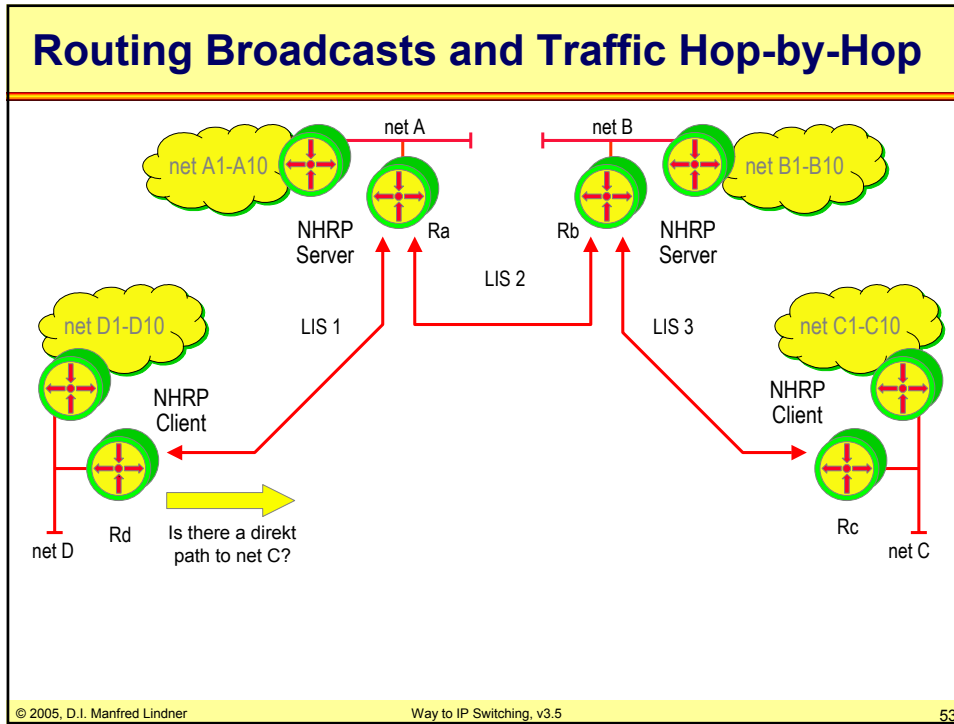 Routing Broadcasts and Traffic Hop-by-Hop
net A
net B
net A1-A10
net B1-B10
NHRP
Server
Ra
Rb
NHRP
Server
LIS 2
net D1-D10
LIS 1
LIS 3
net C1-C10
NHRP
Client
NHRP
Client
Rd
Is there a direkt
path to net C?
Rc
net D
net C
© 2005, D.I. Manfred Lindner
Way to IP Switching, v3.5
53